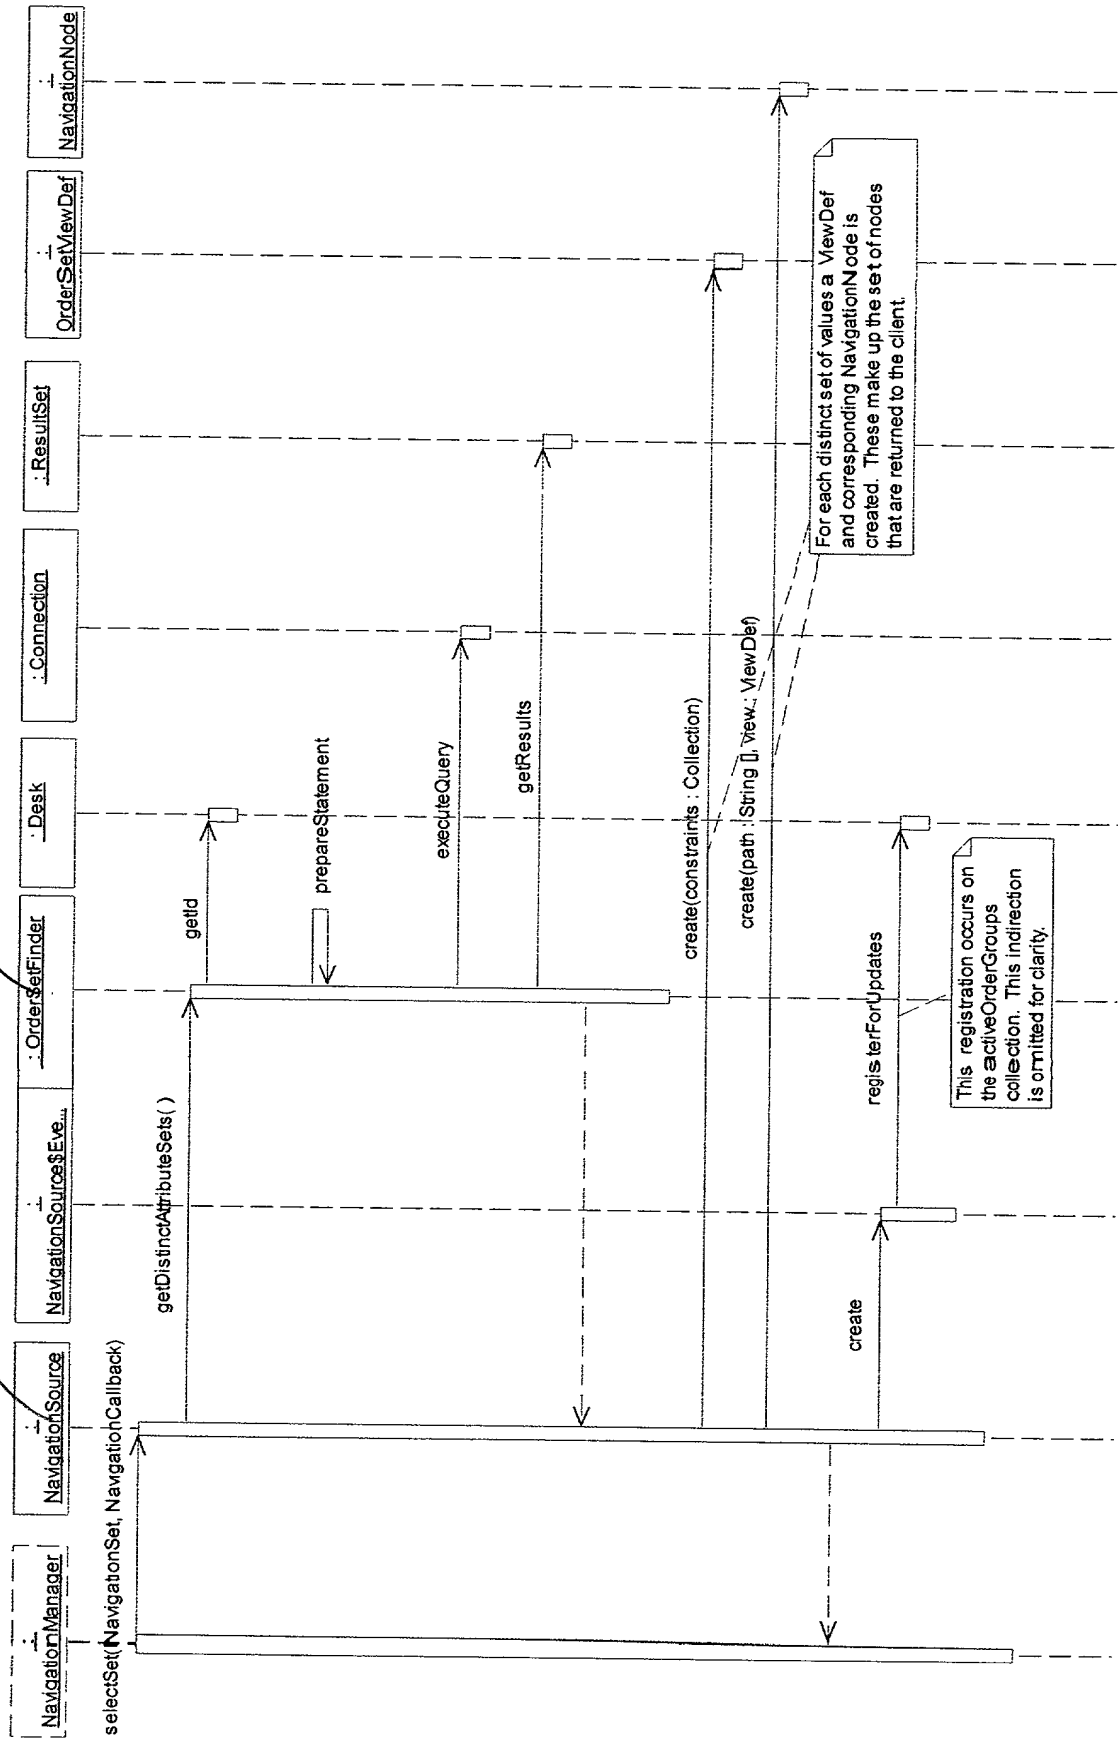 :
NavigationManager
:
NavigationSource
:
NavigationSource$Eve...
: OrderSetFinder
: Desk
: Connection
: ResultSet
:
OrderSetViewDef
:
NavigationNode
selectSet( NavigationSet, NavigationCallback)
getDistinctAttributeSets( )
getId
prepareStatement
executeQuery
getResults
create(constraints : Collection)
create(path : String [], view : ViewDef)
For each distinct set of values a ViewDef
and corresponding NavigationNode is
created. These make up the set of nodes
that are returned to the client.
create
registerForUpdates
This registration occurs on
the activeOrderGroups
collection. This indirection
is omitted for clarity.